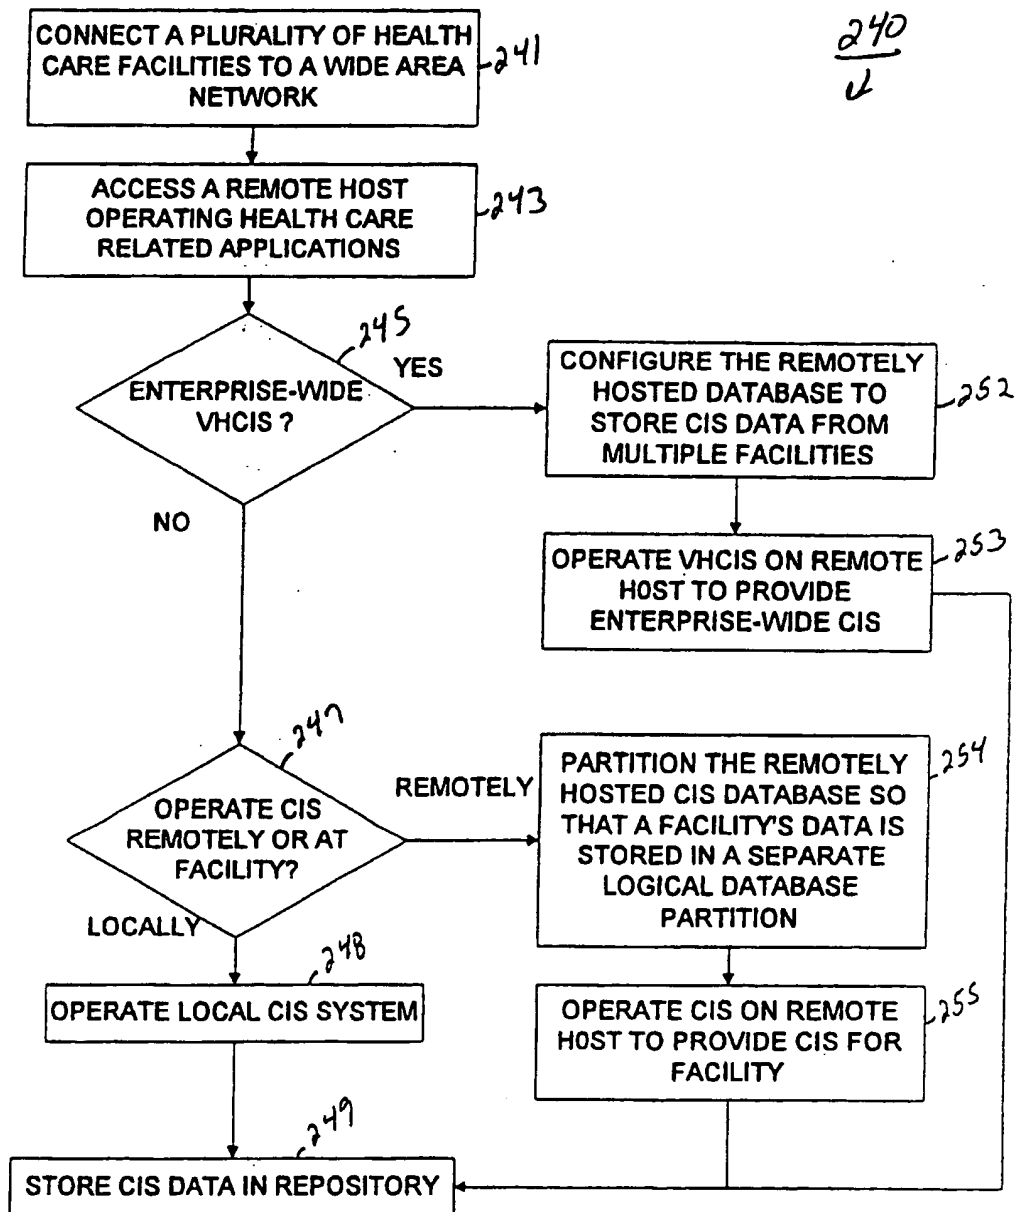 240
CONNECT A PLURALITY OF HEALTH
CARE FACILITIES TO A WIDE AREA
NETWORK
241
ACCESS A REMOTE HOST
OPERATING HEALTH CARE
RELATED APPLICATIONS
243
ENTERPRISE-WIDE
VHCIS ?
245
YES
NO
CONFIGURE THE REMOTELY
HOSTED DATABASE TO
STORE CIS DATA FROM
MULTIPLE FACILITIES
252
OPERATE VHCIS ON REMOTE
HOST TO PROVIDE
ENTERPRISE-WIDE CIS
253
OPERATE CIS
REMOTELY OR AT
FACILITY?
247
REMOTELY
LOCALLY
PARTITION THE REMOTELY
HOSTED CIS DATABASE SO
THAT A FACILITY'S DATA IS
STORED IN A SEPARATE
LOGICAL DATABASE
PARTITION
254
OPERATE LOCAL CIS SYSTEM
248
OPERATE CIS ON REMOTE
HOST TO PROVIDE CIS FOR
FACILITY
255
STORE CIS DATA IN REPOSITORY
249